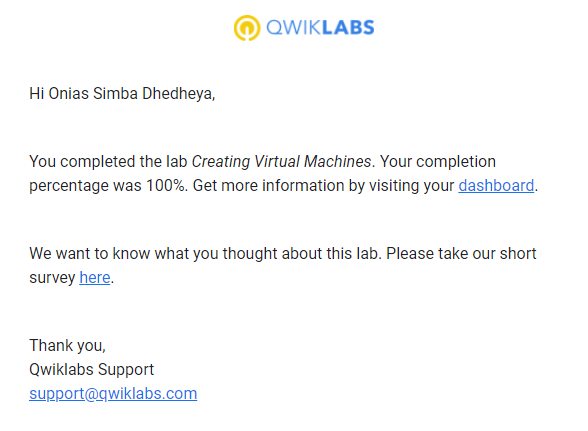 QWIKLABS
Hi Onias Simba Dhedheya,
You completed the lab Creating Virtual Machines. Your completion
percentage was 100%. Get more information by visiting your dashboard.
We want to know what you thought about this lab. Please take our short
survey here.
Thank you,
Qwiklabs Support
support@qwiklabs.com